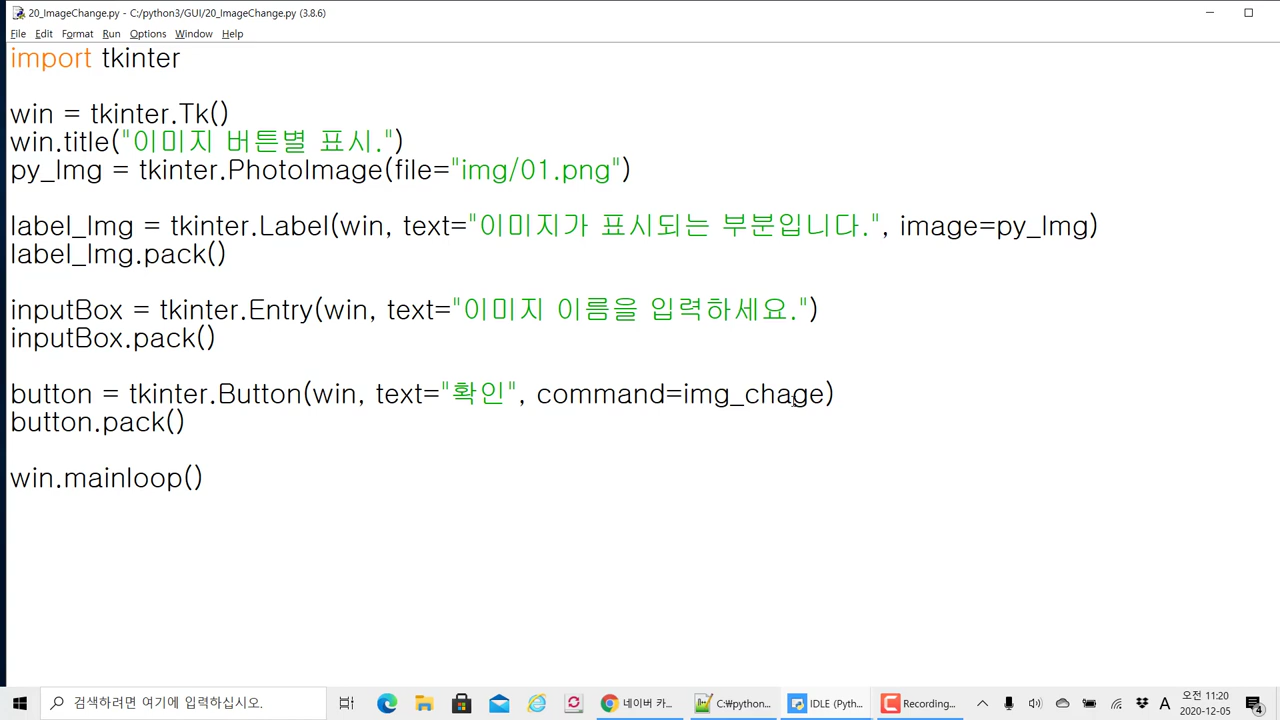 20_ImageChange.py - C:/python3/GUI/20_ImageChange.py (3.8.6)
File Edit Format Run Options Window Help
import tkinter
win = tkinter.Tk()
win.title("이미지 버튼별 표시.")
py_Img = tkinter.PhotoImage(file="img/01.png")
label_Img = tkinter.Label(win, text="이미지가 표시되는 부분입니다.", image=py_Img)
label_Img.pack()
inputBox = tkinter.Entry(win, text="이미지 이름을 입력하세요.")
inputBox.pack()
button = tkinter.Button(win, text="확인", command=img_chage)
button.pack()
win.mainloop()
검색하려면 여기에 입력하십시오.
네이버 카...
C:₩python...
IDLE (Pyth...
Recording...
A
오전 11:20
2020-12-05
4